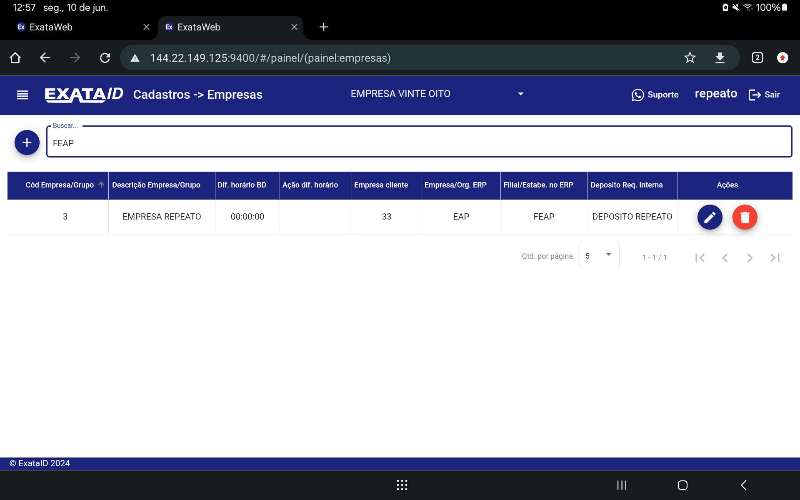 12:57 seg., 10 de jun. 100%
Ex ExataWeb
Ex ExataWeb
144.22.149.125:9400/#/painel/(painel:empresas) 2
EXATAID Cadastros -> Empresas EMPRESA VINTE OITO Suporte repeato Sair
Buscar...
FEAP
Cód Empresa/Grupo Descrição Empresa/Grupo Dif. horário BD Ação dif. horário Empresa cliente Empresa/Org. ERP Filial/Estabe. no ERP Deposito Req. Interna Ações
3 EMPRESA REPEATO 00:00:00 33 EAP FEAP DEPOSITO REPEATO
Qtd. por página: 5 1 - 1 / 1
© ExataID 2024